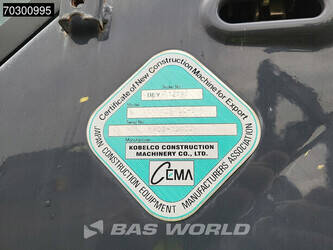 70300995
Certificate of New Construction Machine for Export
KOBELCO CONSTRUCTION
MACHINERY CO., LTD.
CEMA
JAPAN CONSTRUCTION EQUIPMENT MANUFACTURERS ASSOCIATION
BAS WORLD